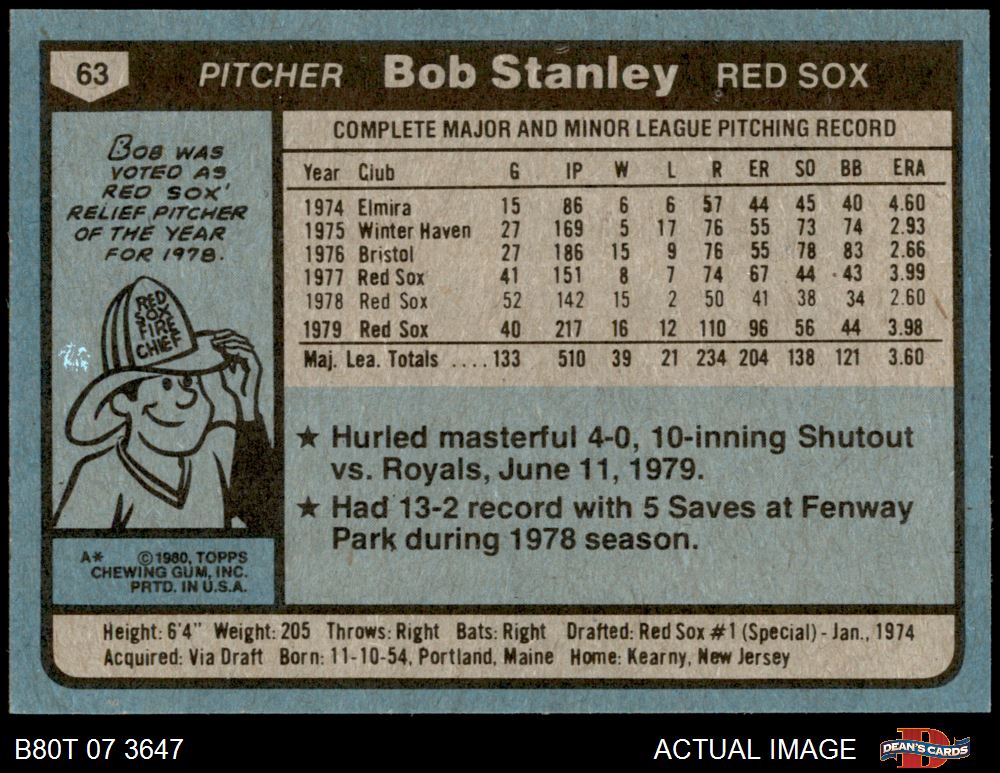 63 PITCHER Bob Stanley RED SOX
BOB WAS
VOTED AS
RED SOX'
RELIEF PITCHER
OF THE YEAR
FOR 1978.
RED
SOX
FIRE
CHIEF
COMPLETE MAJOR AND MINOR LEAGUE PITCHING RECORD
Year Club G IP W L R ER SO BB ERA
1974 Elmira 15 86 6 6 57 44 45 40 4.60
1975 Winter Haven 27 169 5 17 76 55 73 74 2.93
1976 Bristol 27 186 15 9 76 55 78 83 2.66
1977 Red Sox 41 151 8 7 74 67 44 43 3.99
1978 Red Sox 52 142 15 2 50 41 38 34 2.60
1979 Red Sox 40 217 16 12 110 96 56 44 3.98
Maj. Lea. Totals .... 133 510 39 21 234 204 138 121 3.60
★ Hurled masterful 4-0, 10-inning Shutout
vs. Royals, June 11, 1979.
★ Had 13-2 record with 5 Saves at Fenway
Park during 1978 season.
A* ©1980, TOPPS
CHEWING GUM, INC.
PRTD. IN U.S.A.
Height: 6'4" Weight: 205 Throws: Right Bats: Right Drafted: Red Sox #1 (Special) - Jan., 1974
Acquired: Via Draft Born: 11-10-54, Portland, Maine Home: Kearny, New Jersey
B80T 07 3647 ACTUAL IMAGE DEAN'S CARDS